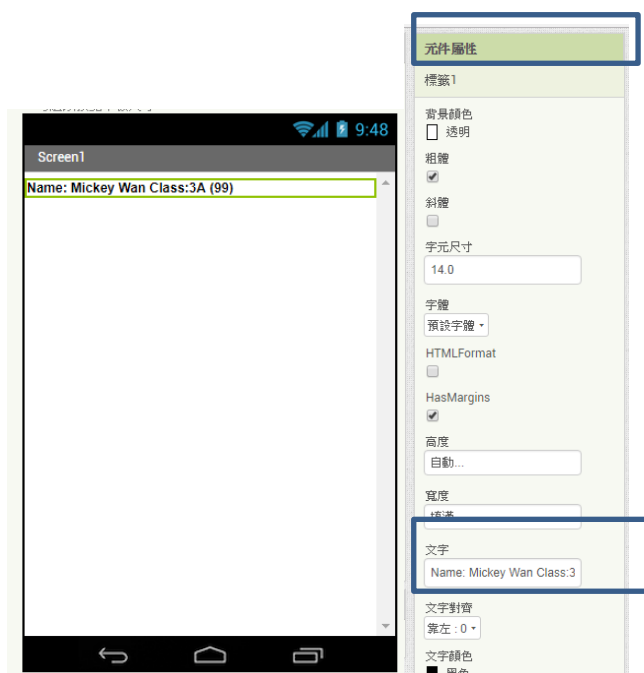 元件屬性
標籤1
9:48
Screen1
Name: Mickey Wan Class:3A (99)
背景顏色
透明
粗體
斜體
字元尺寸
14.0
字體
預設字體
HTMLFormat
HasMargins
高度
自動...
寬度
文字
Name: Mickey Wan Class:3
文字對齊
靠左 : 0
文字顏色
黑色